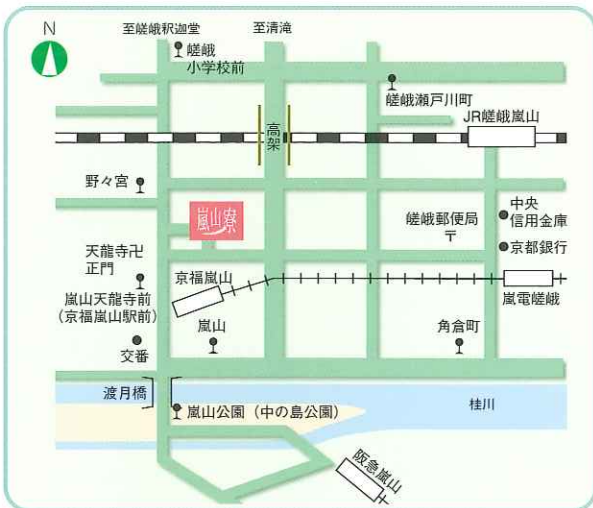 N
至嵯峨釈迦堂
至清滝
嵯峨
小学校前
嵯峨瀬戸川町
JR嵯峨嵐山
高架
野々宮
嵐山寮
中央
信用金庫
嵯峨郵便局
〒
京都銀行
天龍寺卍
正門
京福嵐山
嵐電嵯峨
嵐山天龍寺前
(京福嵐山駅前)
嵐山
角倉町
交番
渡月橋
嵐山公園(中の島公園)
桂川
阪急嵐山